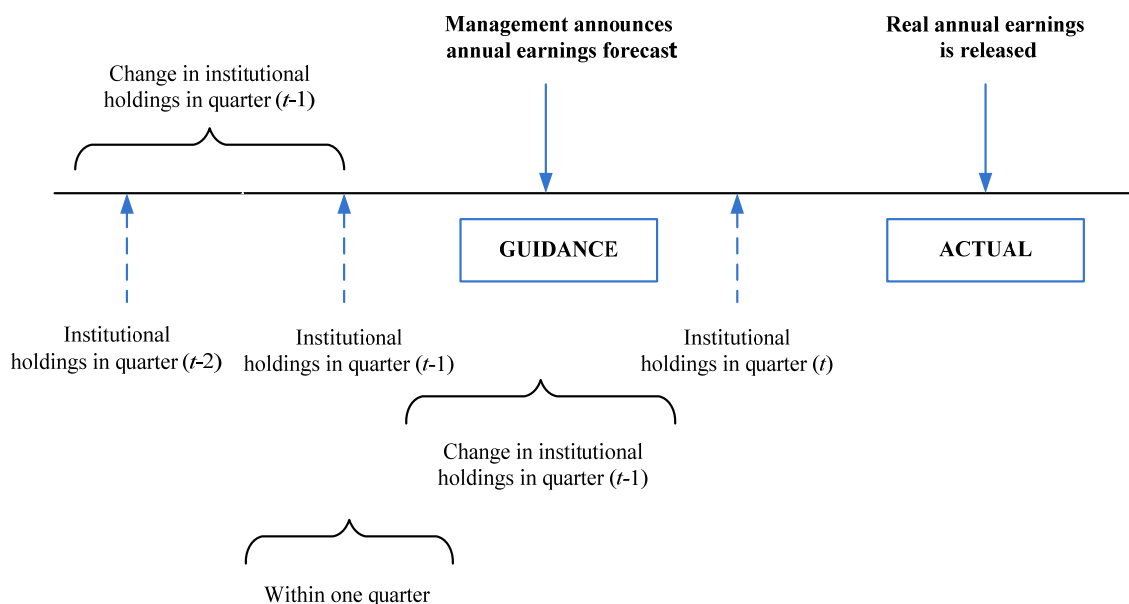 Management announces
annual earnings forecast
Real annual earnings
is released
Change in institutional
holdings in quarter (t-1)
GUIDANCE
ACTUAL
Institutional
holdings in quarter (t-2)
Institutional
holdings in quarter (t-1)
Institutional
holdings in quarter (t)
Change in institutional
holdings in quarter (t-1)
Within one quarter